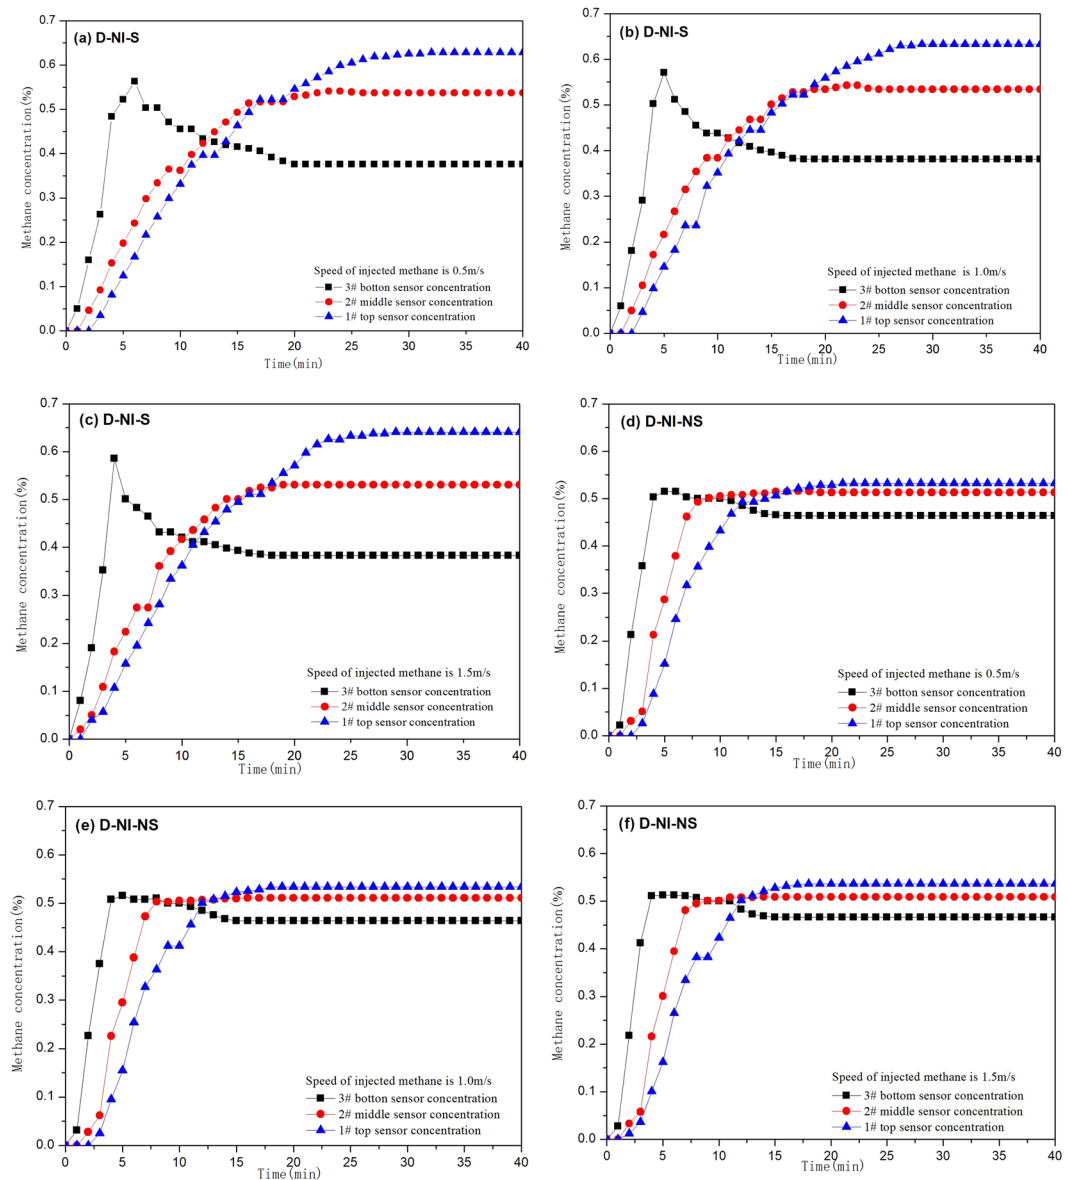 (a) D-NI-S
0.7
0.6
0.5
0.4
0.3
0.2
0.1
0.0
Methane concentration(%)
Speed of injected methane is 0.5m/s
3# botton sensor concentration
2# middle sensor concentration
1# top sensor concentration
0 5 10 15 20 25 30 35 40
Time(min)
(b) D-NI-S
0.7
0.6
0.5
0.4
0.3
0.2
0.1
0.0
Methane concentration(%)
Speed of injected methane is 1.0m/s
3# botton sensor concentration
2# middle sensor concentration
1# top sensor concentration
0 5 10 15 20 25 30 35 40
Time(min)
(c) D-NI-S
0.7
0.6
0.5
0.4
0.3
0.2
0.1
0.0
Methane concentration(%)
Speed of injected methane is 1.5m/s
3# botton sensor concentration
2# middle sensor concentration
1# top sensor concentration
0 5 10 15 20 25 30 35 40
Time(min)
(d) D-NI-NS
0.7
0.6
0.5
0.4
0.3
0.2
0.1
0.0
Methane concentration(%)
Speed of injected methane is 0.5m/s
3# botton sensor concentration
2# middle sensor concentration
1# top sensor concentration
0 5 10 15 20 25 30 35 40
Time(min)
(e) D-NI-NS
0.7
0.6
0.5
0.4
0.3
0.2
0.1
0.0
Methane concentration(%)
Speed of injected methane is 1.0m/s
3# botton sensor concentration
2# middle sensor concentration
1# top sensor concentration
0 5 10 15 20 25 30 35 40
Time(min)
(f) D-NI-NS
0.7
0.6
0.5
0.4
0.3
0.2
0.1
0.0
Methane concentration(%)
Speed of injected methane is 1.5m/s
3# bottom sensor concentration
2# middle sensor concentration
1# top sensor concentration
0 5 10 15 20 25 30 35 40
Time(min)